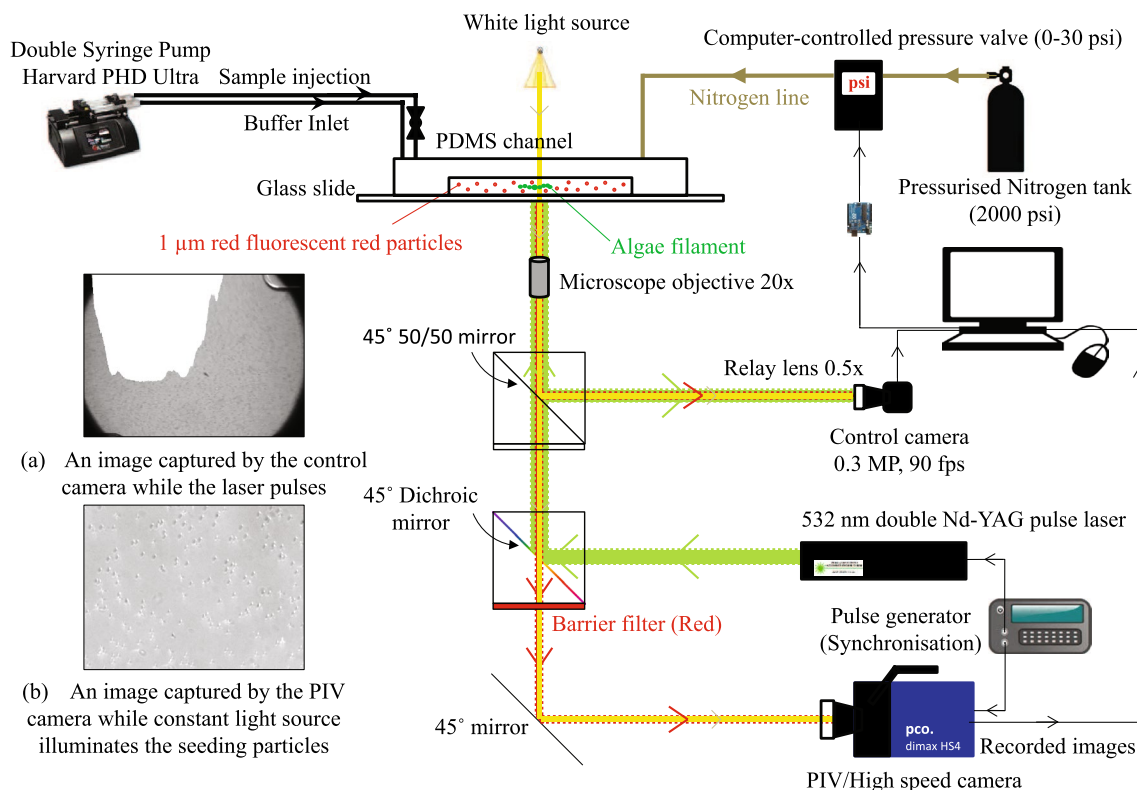 White light source
Double Syringe Pump
Harvard PHD Ultra
Sample injection
Buffer Inlet
Computer-controlled pressure valve (0-30 psi)
psi
Nitrogen line
PDMS channel
Glass slide
Pressurised Nitrogen tank
(2000 psi)
1 µm red fluorescent red particles
Algae filament
Microscope objective 20x
45˚ 50/50 mirror
Relay lens 0.5x
Control camera
0.3 MP, 90 fps
(a) An image captured by the control
camera while the laser pulses
45˚ Dichroic
mirror
532 nm double Nd-YAG pulse laser
Barrier filter (Red)
Pulse generator
(Synchronisation)
(b) An image captured by the PIV
camera while constant light source
illuminates the seeding particles
45˚ mirror
pco.
dimax HS4
Recorded images
PIV/High speed camera